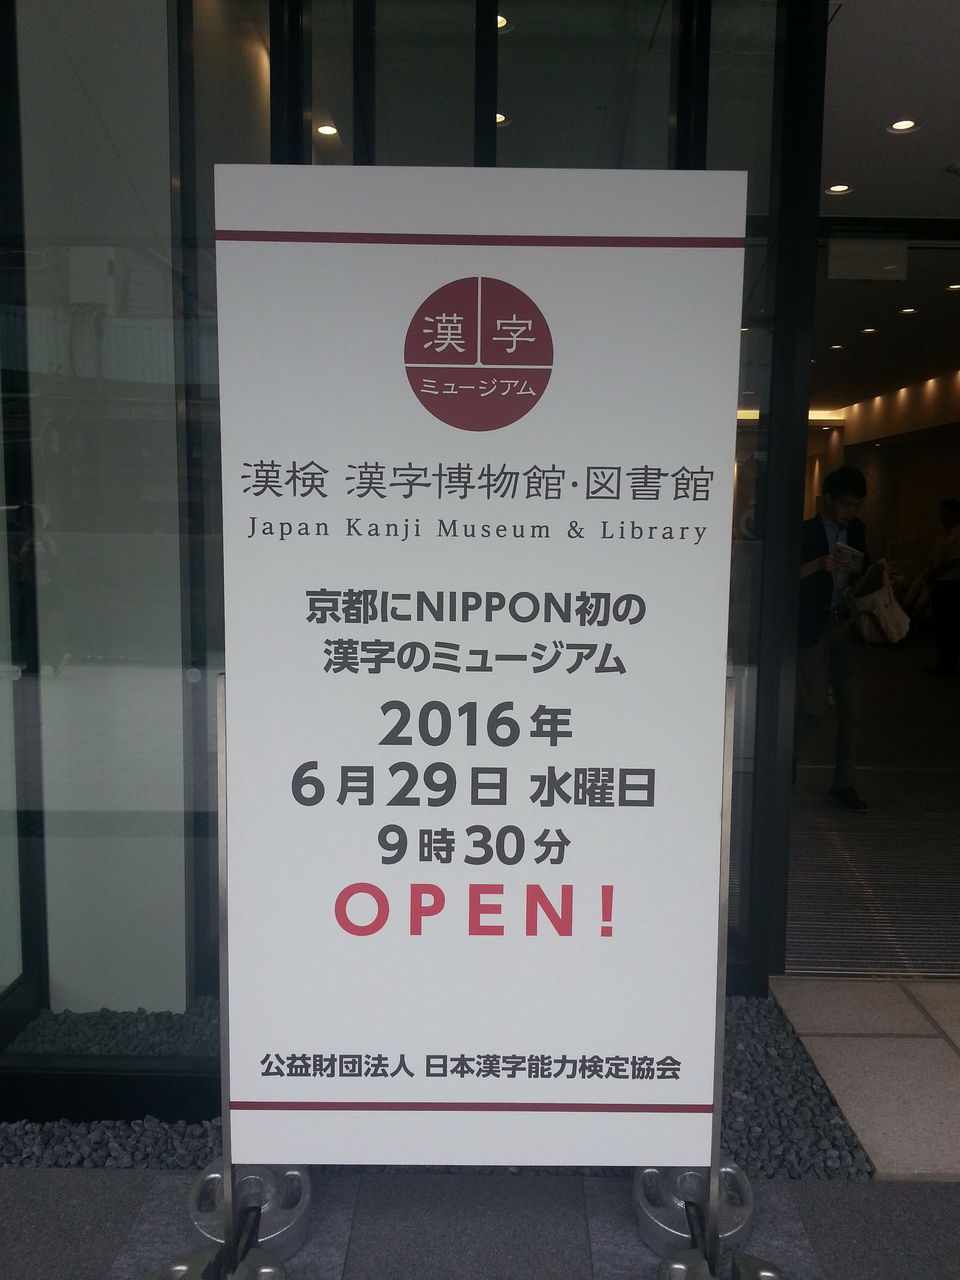 漢字
ミュージアム
漢検 漢字博物館・図書館
Japan Kanji Museum & Library
京都にNIPPON初の
漢字のミュージアム
2016年
6月29日 水曜日
9時30分
OPEN!
公益財団法人 日本漢字能力検定協会